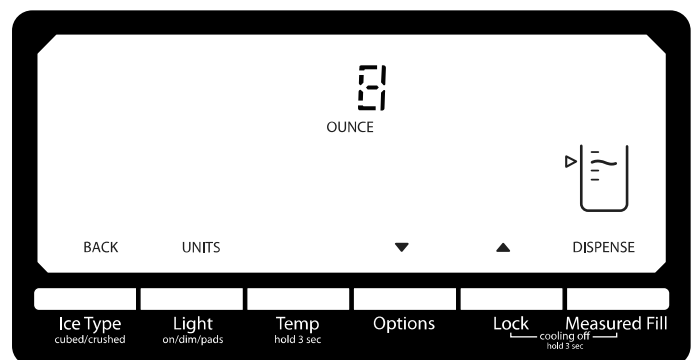 8
OUNCE
BACK UNITS ▼ ▲ DISPENSE
Ice Type Light Temp Options Lock Measured Fill
cubed/crushed on/dim/pads hold 3 sec cooling off
hold 3 sec